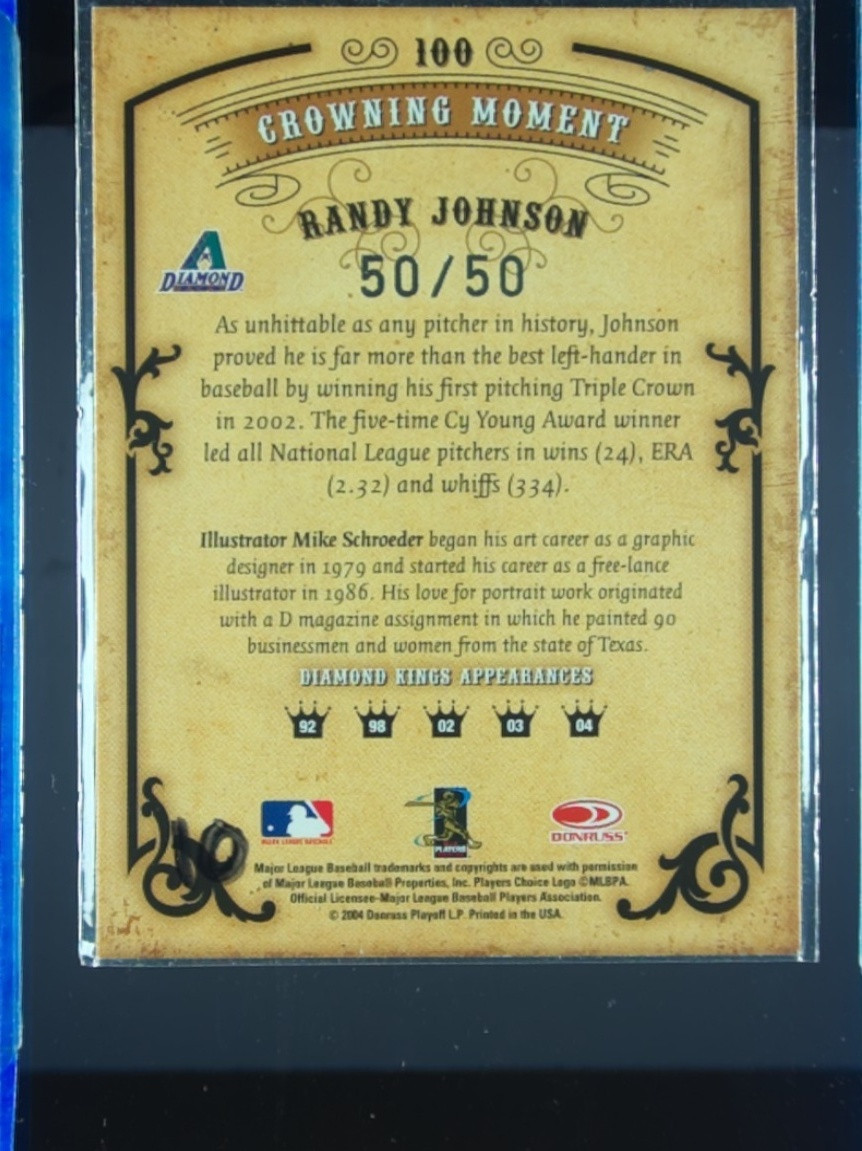 100
CROWNING MOMENT
RANDY JOHNSON
DIAMOND
50/50
As unhittable as any pitcher in history, Johnson
proved he is far more than the best left-hander in
baseball by winning his first pitching Triple Crown
in 2002. The five-time Cy Young Award winner
led all National League pitchers in wins (24), ERA
(2.32) and whiffs (334).
Illustrator Mike Schroeder began his art career as a graphic
designer in 1979 and started his career as a free-lance
illustrator in 1986. His love for portrait work originated
with a D magazine assignment in which he painted 90
businessmen and women from the state of Texas.
DIAMOND KINGS APPEARANCES
92 98 02 03 04
MAJOR LEAGUE BASEBALL
PLAYERS
DONRUSS
10
Major League Baseball trademarks and copyrights are used with permission
of Major League Baseball Properties, Inc. Players Choice Logo ©MLBPA.
Official Licensee-Major League Baseball Players Association.
© 2004 Donruss Playoff L.P. Printed in the USA.